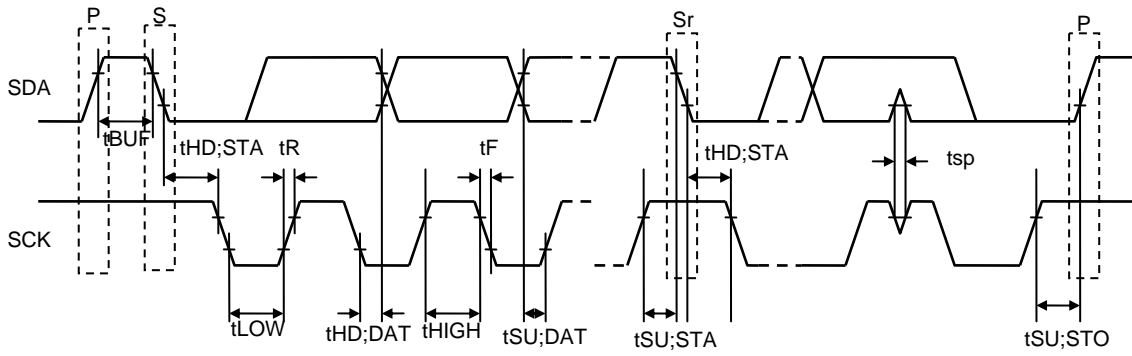 P
S
Sr
P
SDA
tBUF
tHD;STA
tR
tF
tHD;STA
tsp
SCK
tLOW
tHD;DAT
tHIGH
tSU;DAT
tSU;STA
tSU;STO